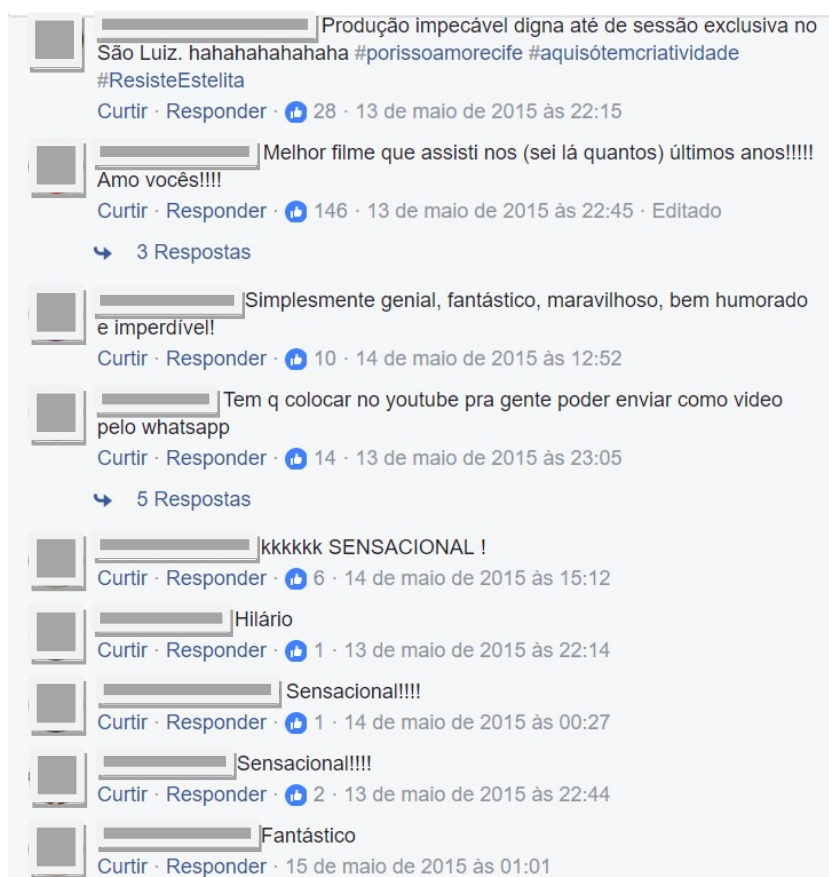 Produção impecável digna até de sessão exclusiva no
São Luiz. hahahahahahaha #porissoamorecife #aquisótemcriatividade
#ResisteEstelita
Curtir · Responder · 28 · 13 de maio de 2015 às 22:15
Melhor filme que assisti nos (sei lá quantos) últimos anos!!!!!
Amo vocês!!!!
Curtir · Responder · 146 · 13 de maio de 2015 às 22:45 · Editado
3 Respostas
Simplesmente genial, fantástico, maravilhoso, bem humorado
e imperdível!
Curtir · Responder · 10 · 14 de maio de 2015 às 12:52
Tem q colocar no youtube pra gente poder enviar como video
pelo whatsapp
Curtir · Responder · 14 · 13 de maio de 2015 às 23:05
5 Respostas
kkkkkk SENSACIONAL !
Curtir · Responder · 6 · 14 de maio de 2015 às 15:12
Hilário
Curtir · Responder · 1 · 13 de maio de 2015 às 22:14
Sensacional!!!!
Curtir · Responder · 1 · 14 de maio de 2015 às 00:27
Sensacional!!!!
Curtir · Responder · 2 · 13 de maio de 2015 às 22:44
Fantástico
Curtir · Responder · 15 de maio de 2015 às 01:01